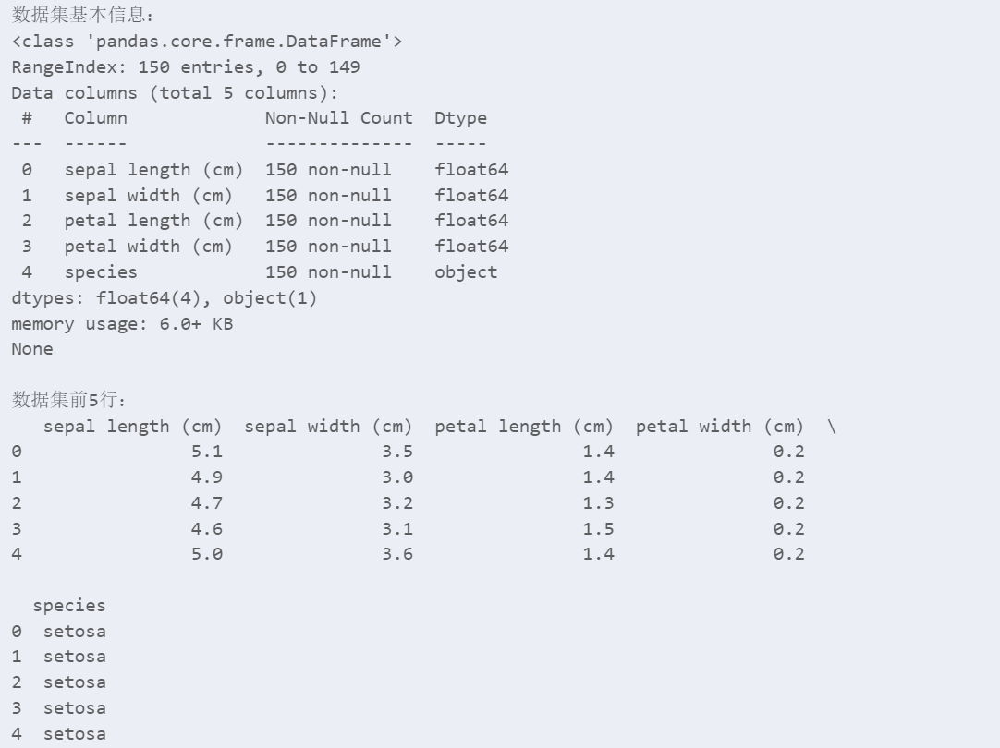 数据集基本信息：
<class 'pandas.core.frame.DataFrame'>
RangeIndex: 150 entries, 0 to 149
Data columns (total 5 columns):
 #   Column             Non-Null Count  Dtype
---  ------             --------------  -----
 0   sepal length (cm)  150 non-null    float64
 1   sepal width (cm)   150 non-null    float64
 2   petal length (cm)  150 non-null    float64
 3   petal width (cm)   150 non-null    float64
 4   species            150 non-null    object
dtypes: float64(4), object(1)
memory usage: 6.0+ KB
None

数据集前5行：
   sepal length (cm)  sepal width (cm)  petal length (cm)  petal width (cm)  \
0                5.1               3.5                1.4               0.2
1                4.9               3.0                1.4               0.2
2                4.7               3.2                1.3               0.2
3                4.6               3.1                1.5               0.2
4                5.0               3.6                1.4               0.2

  species
0  setosa
1  setosa
2  setosa
3  setosa
4  setosa